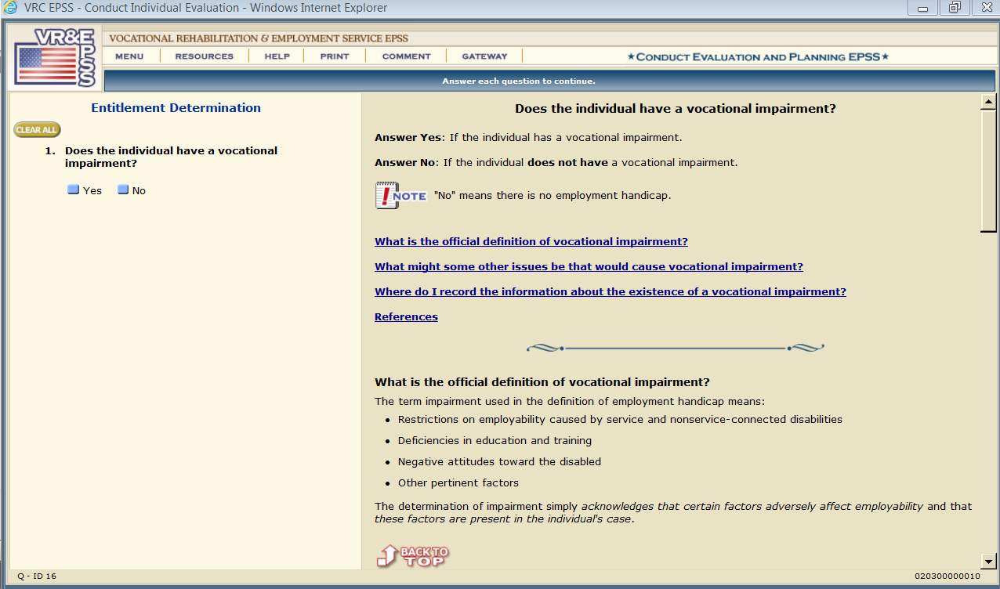 VRC EPSS - Conduct Individual Evaluation - Windows Internet Explorer
VR&E
EPSS
VOCATIONAL REHABILITATION & EMPLOYMENT SERVICE EPSS
MENU RESOURCES HELP PRINT COMMENT GATEWAY ★CONDUCT EVALUATION AND PLANNING EPSS★
Answer each question to continue.
Entitlement Determination
CLEAR ALL
1. Does the individual have a vocational
impairment?
Yes No
Does the individual have a vocational impairment?
Answer Yes: If the individual has a vocational impairment.
Answer No: If the individual does not have a vocational impairment.
! NOTE "No" means there is no employment handicap.
What is the official definition of vocational impairment?
What might some other issues be that would cause vocational impairment?
Where do I record the information about the existence of a vocational impairment?
References
What is the official definition of vocational impairment?
The term impairment used in the definition of employment handicap means:
• Restrictions on employability caused by service and nonservice-connected disabilities
• Deficiencies in education and training
• Negative attitudes toward the disabled
• Other pertinent factors
The determination of impairment simply acknowledges that certain factors adversely affect employability and that
these factors are present in the individual's case.
BACK TO
TOP
Q - ID 16
020300000010